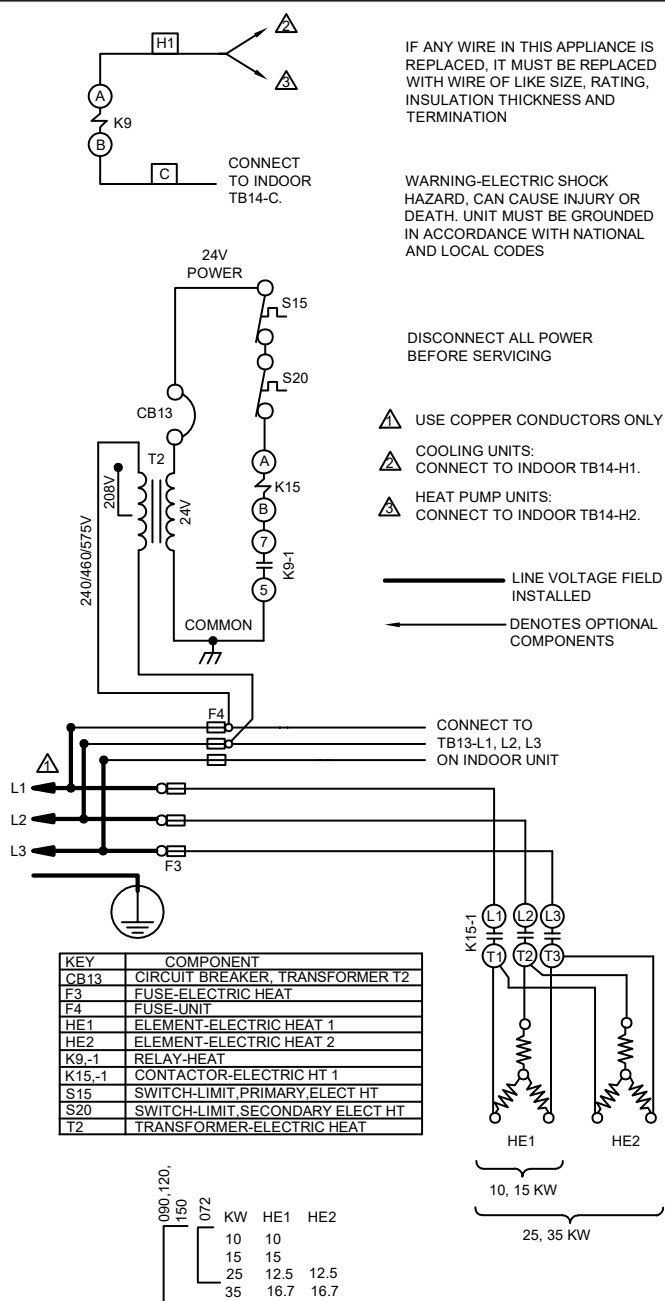 H1
2
3
A
K9
B
C
CONNECT
TO INDOOR
TB14-C.
IF ANY WIRE IN THIS APPLIANCE IS
REPLACED, IT MUST BE REPLACED
WITH WIRE OF LIKE SIZE, RATING,
INSULATION THICKNESS AND
TERMINATION
WARNING-ELECTRIC SHOCK
HAZARD, CAN CAUSE INJURY OR
DEATH. UNIT MUST BE GROUNDED
IN ACCORDANCE WITH NATIONAL
AND LOCAL CODES
DISCONNECT ALL POWER
BEFORE SERVICING
1 USE COPPER CONDUCTORS ONLY
2 COOLING UNITS:
CONNECT TO INDOOR TB14-H1.
3 HEAT PUMP UNITS:
CONNECT TO INDOOR TB14-H2.
LINE VOLTAGE FIELD
INSTALLED
DENOTES OPTIONAL
COMPONENTS
24V
POWER
S15
S20
CB13
T2
208V
24V
240/460/575V
A
K15
B
7
K9-1
5
COMMON
F4
CONNECT TO
TB13-L1, L2, L3
ON INDOOR UNIT
1
L1
L2
L3
F3
K15-1
L1 L2 L3
T1 T2 T3
HE1
HE2
10, 15 KW
25, 35 KW
KEY COMPONENT
CB13 CIRCUIT BREAKER, TRANSFORMER T2
F3 FUSE-ELECTRIC HEAT
F4 FUSE-UNIT
HE1 ELEMENT-ELECTRIC HEAT 1
HE2 ELEMENT-ELECTRIC HEAT 2
K9,-1 RELAY-HEAT
K15,-1 CONTACTOR-ELECTRIC HT 1
S15 SWITCH-LIMIT,PRIMARY,ELECT HT
S20 SWITCH-LIMIT,SECONDARY ELECT HT
T2 TRANSFORMER-ELECTRIC HEAT
090,120,
150
072
KW HE1 HE2
10 10
15 15
25 12.5 12.5
35 16.7 16.7